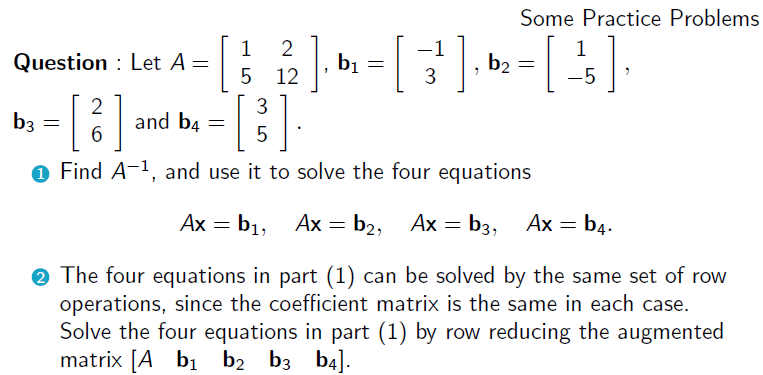 Some Practice Problems
Question : Let A = [ 1 2 ; 5 12 ], b₁ = [ −1 ; 3 ], b₂ = [ 1 ; −5 ],
b₃ = [ 2 ; 6 ] and b₄ = [ 3 ; 5 ].
1 Find A⁻¹, and use it to solve the four equations
Ax = b₁, Ax = b₂, Ax = b₃, Ax = b₄.
2 The four equations in part (1) can be solved by the same set of row
operations, since the coefficient matrix is the same in each case.
Solve the four equations in part (1) by row reducing the augmented
matrix [A b₁ b₂ b₃ b₄].